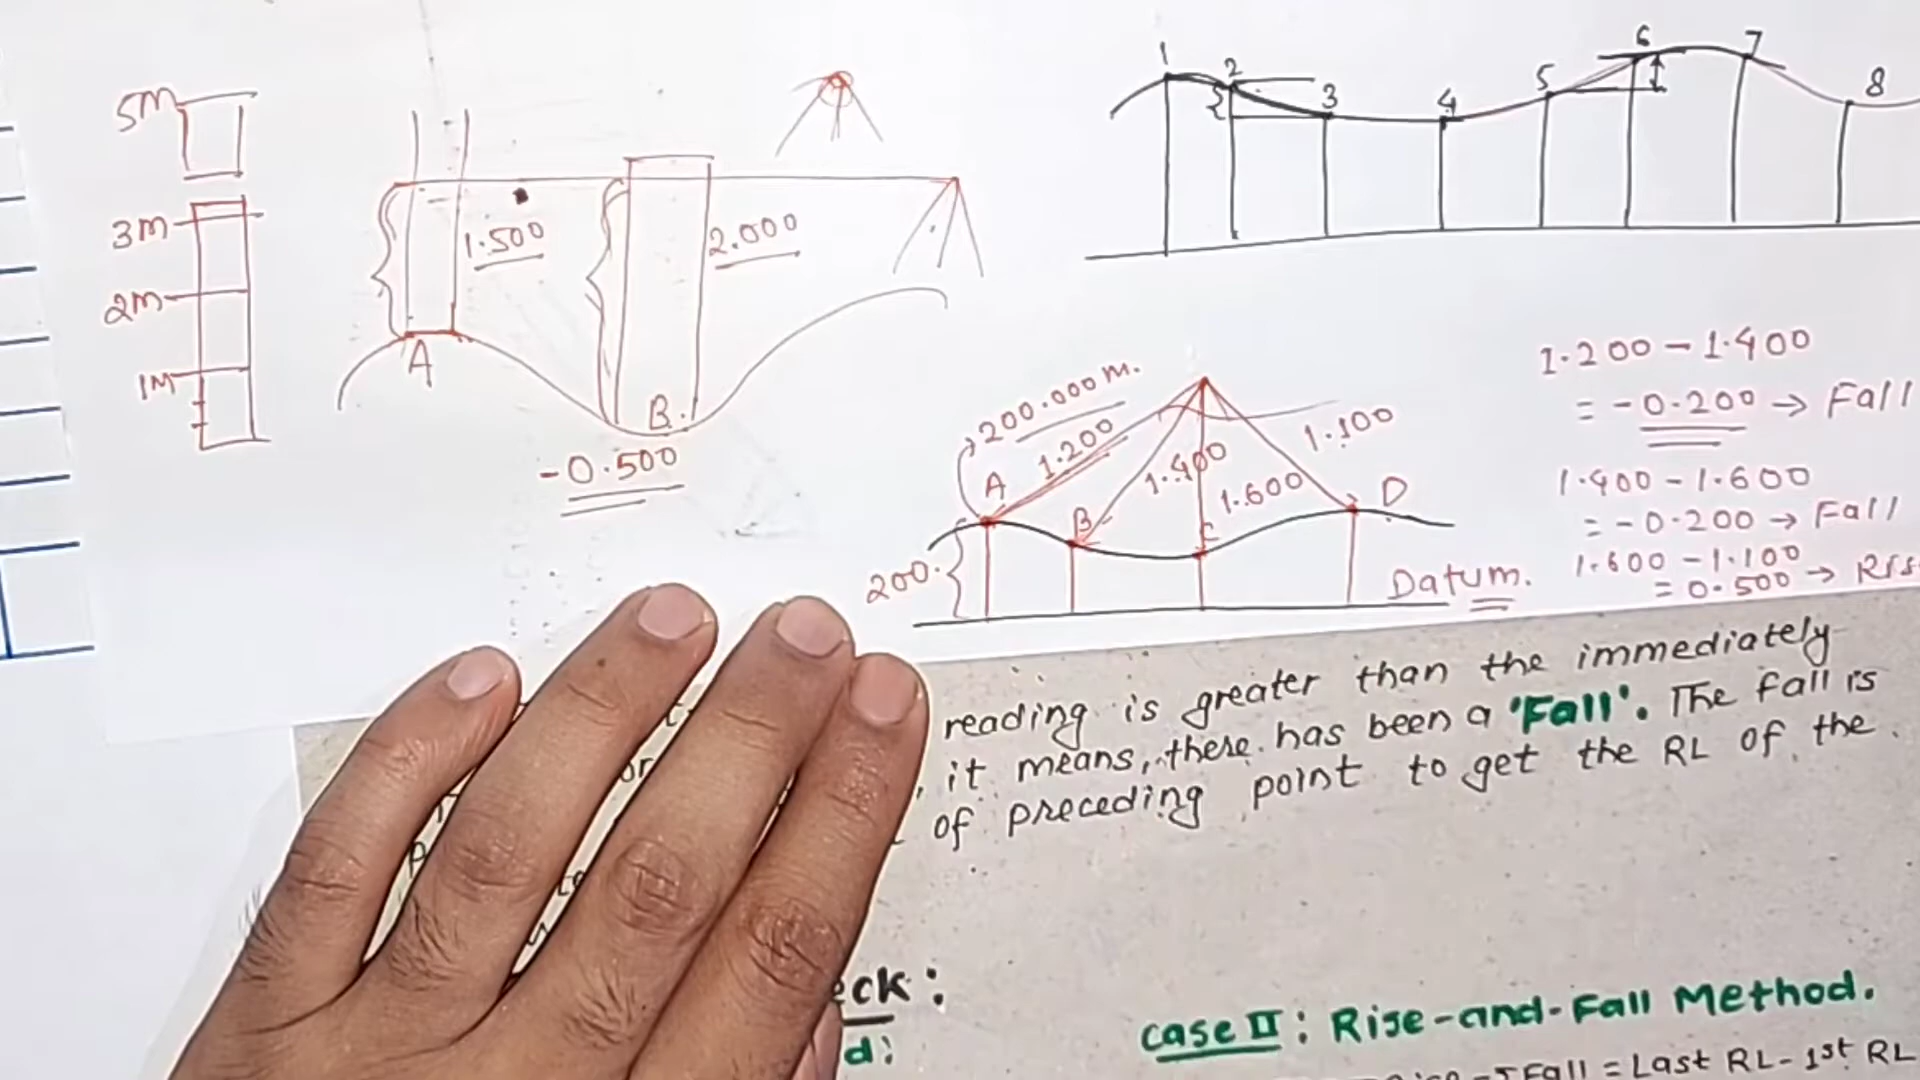 5M
3M
2M
1M
1.500
2.000
A
B.
-0.500
1
2
3
4
5
6
7
8
200.000 m.
1.200
1.400
1.600
1.100
A
B
C
D
200.
Datum.
1.200 - 1.400
= -0.200 → Fall
1.400 - 1.600
= -0.200 → Fall
1.600 - 1.100
= 0.500 →
reading is greater than the immediately
it means, there has been a 'Fall'. The fall is
of preceding point to get the RL of the
eck:
d:
Case II: Rise-and-Fall Method.
Fall = Last RL - 1st RL